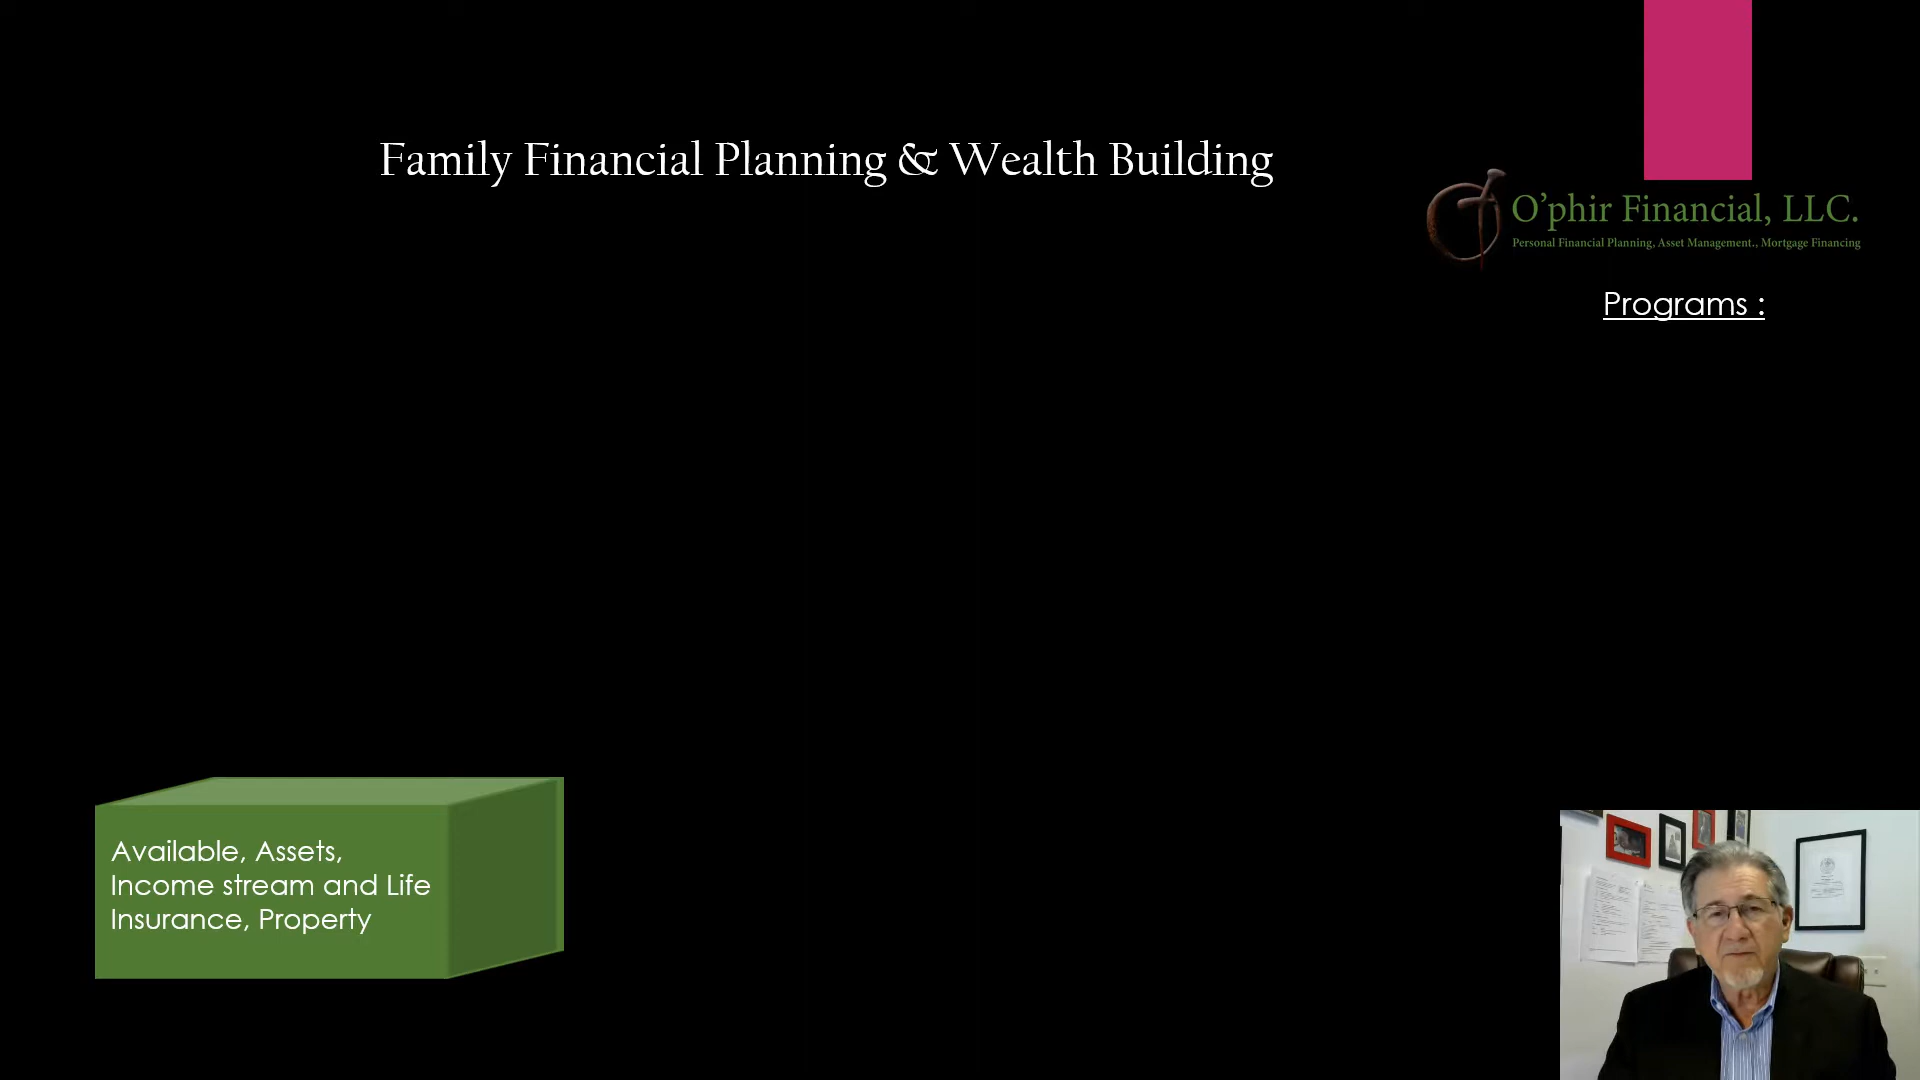 Family Financial Planning & Wealth Building
O'phir Financial, LLC.
Personal Financial Planning, Asset Management., Mortgage Financing
Programs :
Available, Assets,
Income stream and Life
Insurance, Property